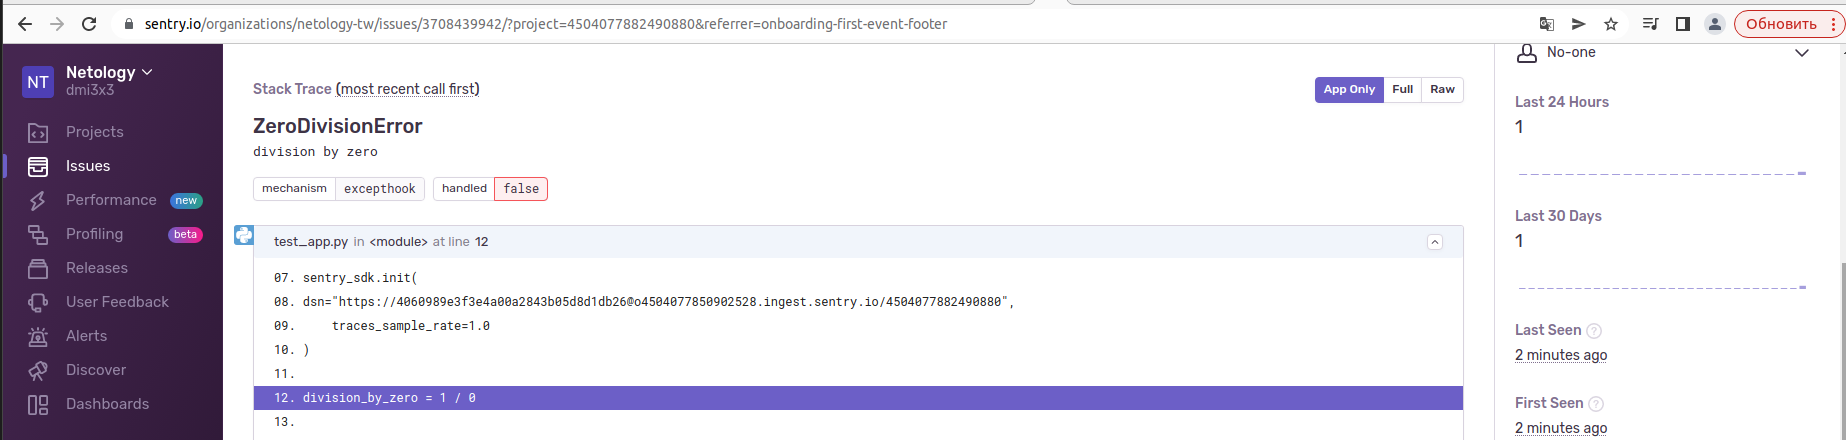 sentry.io/organizations/netology-tw/issues/3708439942/?project=4504077882490880&referrer=onboarding-first-event-footer
Обновить
NT
Netology
dmi3x3
Projects
Issues
Performance new
Profiling beta
Releases
User Feedback
Alerts
Discover
Dashboards
Stack Trace (most recent call first)
App Only Full Raw
ZeroDivisionError
division by zero
mechanism excepthook handled false
test_app.py in <module> at line 12
07. sentry_sdk.init(
08. dsn="https://4060989e3f3e4a00a2843b05d8d1db26@o4504077850902528.ingest.sentry.io/4504077882490880",
09. traces_sample_rate=1.0
10. )
11.
12. division_by_zero = 1 / 0
13.
No-one
Last 24 Hours
1
Last 30 Days
1
Last Seen ?
2 minutes ago
First Seen ?
2 minutes ago